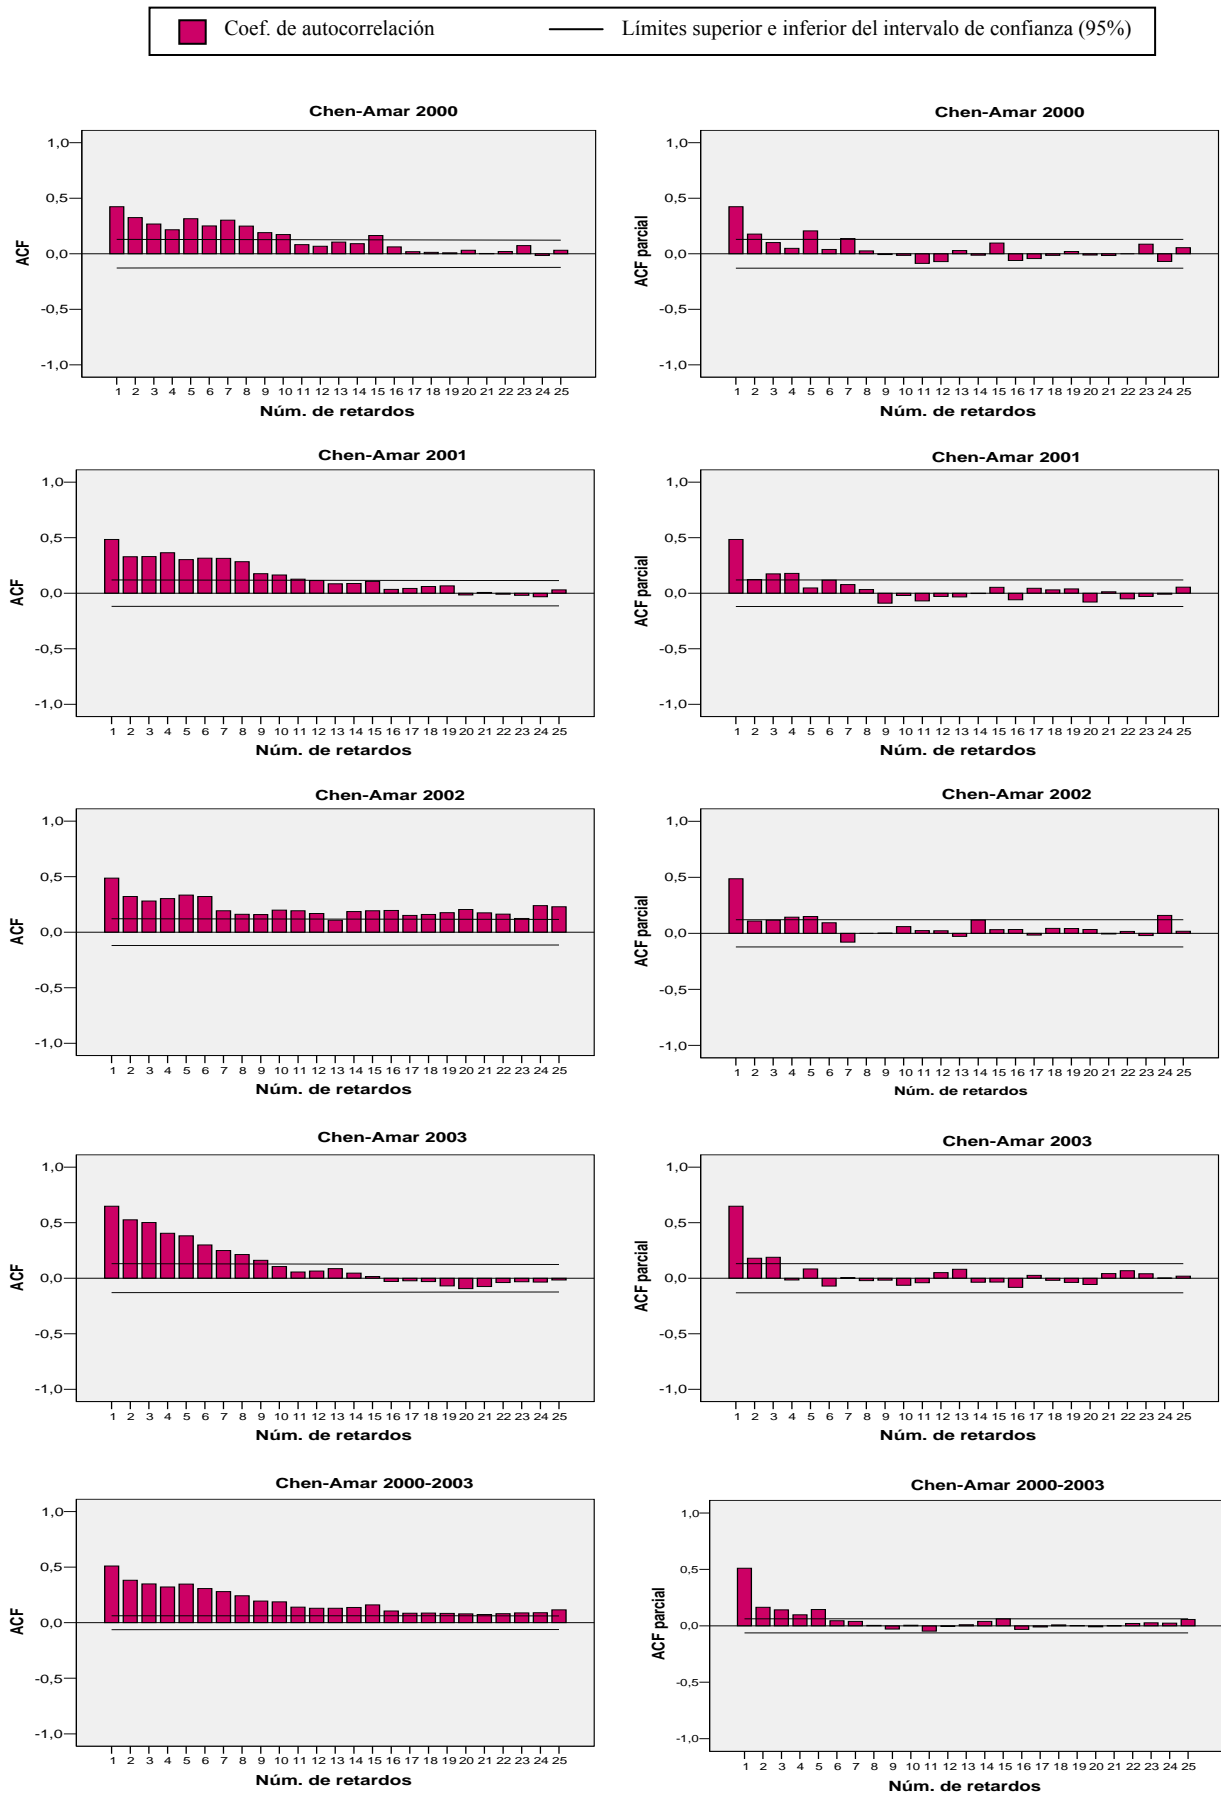 Coef. de autocorrelación Límites superior e inferior del intervalo de confianza (95%)
Chen-Amar 2000
ACF
1,0
0,5
0,0
-0,5
-1,0
1 2 3 4 5 6 7 8 9 10 11 12 13 14 15 16 17 18 19 20 21 22 23 24 25
Núm. de retardos
Chen-Amar 2000
ACF parcial
1,0
0,5
0,0
-0,5
-1,0
1 2 3 4 5 6 7 8 9 10 11 12 13 14 15 16 17 18 19 20 21 22 23 24 25
Núm. de retardos
Chen-Amar 2001
ACF
1,0
0,5
0,0
-0,5
-1,0
1 2 3 4 5 6 7 8 9 10 11 12 13 14 15 16 17 18 19 20 21 22 23 24 25
Núm. de retardos
Chen-Amar 2001
ACF parcial
1,0
0,5
0,0
-0,5
-1,0
1 2 3 4 5 6 7 8 9 10 11 12 13 14 15 16 17 18 19 20 21 22 23 24 25
Núm. de retardos
Chen-Amar 2002
ACF
1,0
0,5
0,0
-0,5
-1,0
1 2 3 4 5 6 7 8 9 10 11 12 13 14 15 16 17 18 19 20 21 22 23 24 25
Núm. de retardos
Chen-Amar 2002
ACF parcial
1,0
0,5
0,0
-0,5
-1,0
1 2 3 4 5 6 7 8 9 10 11 12 13 14 15 16 17 18 19 20 21 22 23 24 25
Núm. de retardos
Chen-Amar 2003
ACF
1,0
0,5
0,0
-0,5
-1,0
1 2 3 4 5 6 7 8 9 10 11 12 13 14 15 16 17 18 19 20 21 22 23 24 25
Núm. de retardos
Chen-Amar 2003
ACF parcial
1,0
0,5
0,0
-0,5
-1,0
1 2 3 4 5 6 7 8 9 10 11 12 13 14 15 16 17 18 19 20 21 22 23 24 25
Núm. de retardos
Chen-Amar 2000-2003
ACF
1,0
0,5
0,0
-0,5
-1,0
1 2 3 4 5 6 7 8 9 10 11 12 13 14 15 16 17 18 19 20 21 22 23 24 25
Núm. de retardos
Chen-Amar 2000-2003
ACF parcial
1,0
0,5
0,0
-0,5
-1,0
1 2 3 4 5 6 7 8 9 10 11 12 13 14 15 16 17 18 19 20 21 22 23 24 25
Núm. de retardos